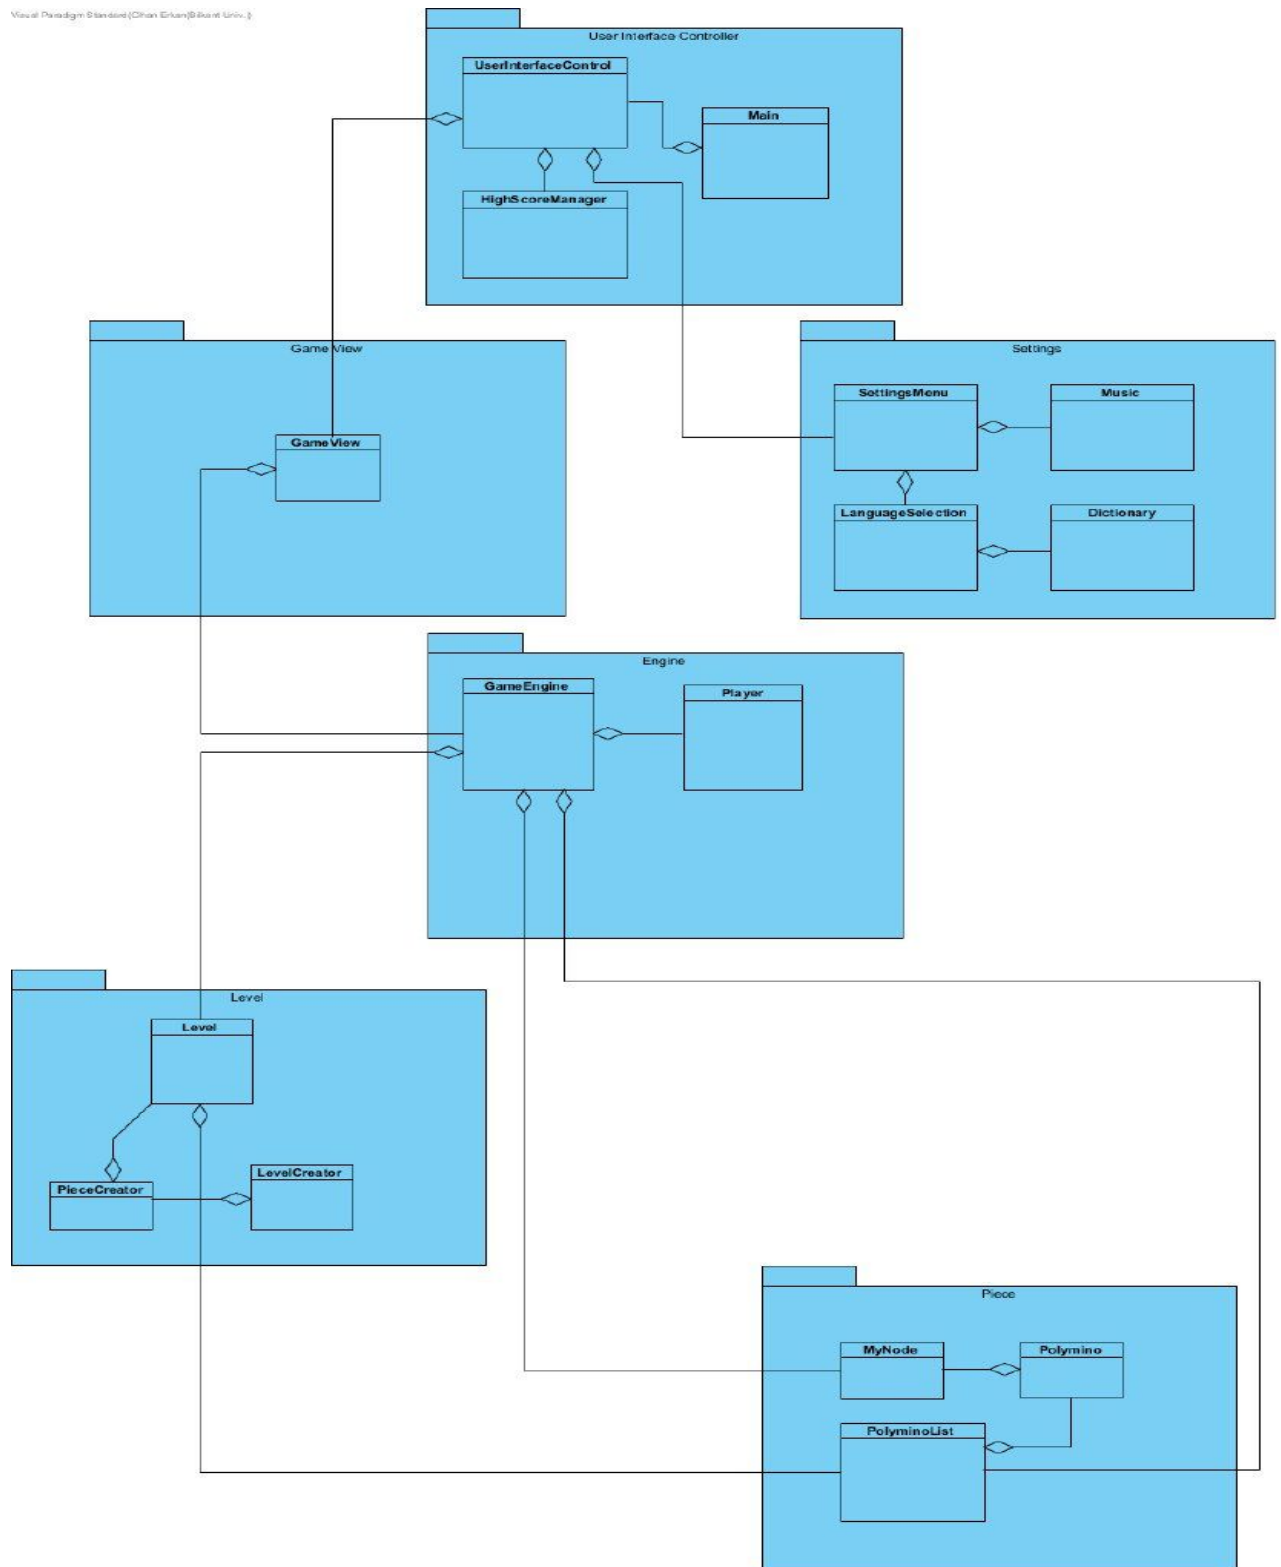 Visual Paradigm Standard(Cihan Erkan(Bilkent Univ.))
User Interface Controller
UserInterfaceControl
Main
HighScoreManager
Game View
GameView
Settings
SettingsMenu
Music
LanguageSelection
Dictionary
Engine
GameEngine
Player
Level
Level
PieceCreator
LevelCreator
Piece
MyNode
Polymino
PolyminoList